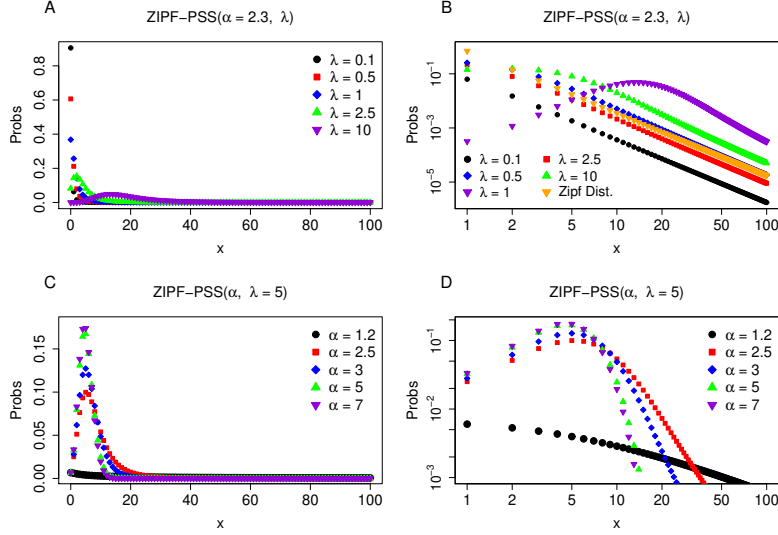 A
ZIPF−PSS(α = 2.3, λ)
Probs
0.8
0.6
0.4
0.2
0.0
0 20 40 60 80 100
x
λ = 0.1
λ = 0.5
λ = 1
λ = 2.5
λ = 10
B
ZIPF−PSS(α = 2.3, λ)
Probs
10−1
10−3
10−5
1 2 5 10 20 50 100
x
λ = 0.1 λ = 2.5
λ = 0.5 λ = 10
λ = 1 Zipf Dist.
C
ZIPF−PSS(α, λ = 5)
Probs
0.15
0.10
0.05
0.00
0 20 40 60 80 100
x
α = 1.2
α = 2.5
α = 3
α = 5
α = 7
D
ZIPF−PSS(α, λ = 5)
Probs
10−1
10−2
10−3
1 2 5 10 20 50 100
x
α = 1.2
α = 2.5
α = 3
α = 5
α = 7